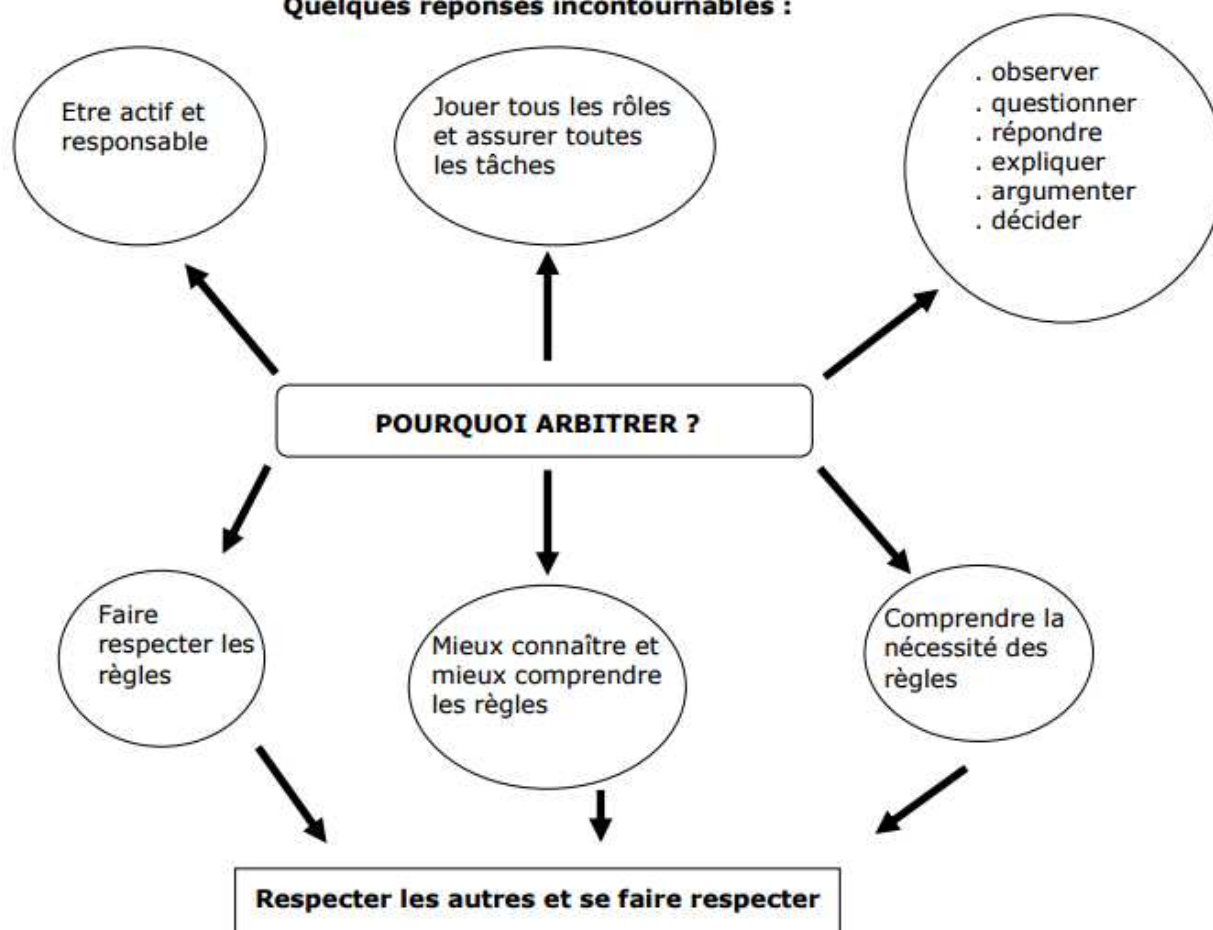 Quelques réponses incontournables :
Etre actif et
responsable
Jouer tous les rôles
et assurer toutes
les tâches
. observer
. questionner
. répondre
. expliquer
. argumenter
. décider
POURQUOI ARBITRER ?
Faire
respecter les
règles
Mieux connaître et
mieux comprendre
les règles
Comprendre la
nécessité des
règles
Respecter les autres et se faire respecter